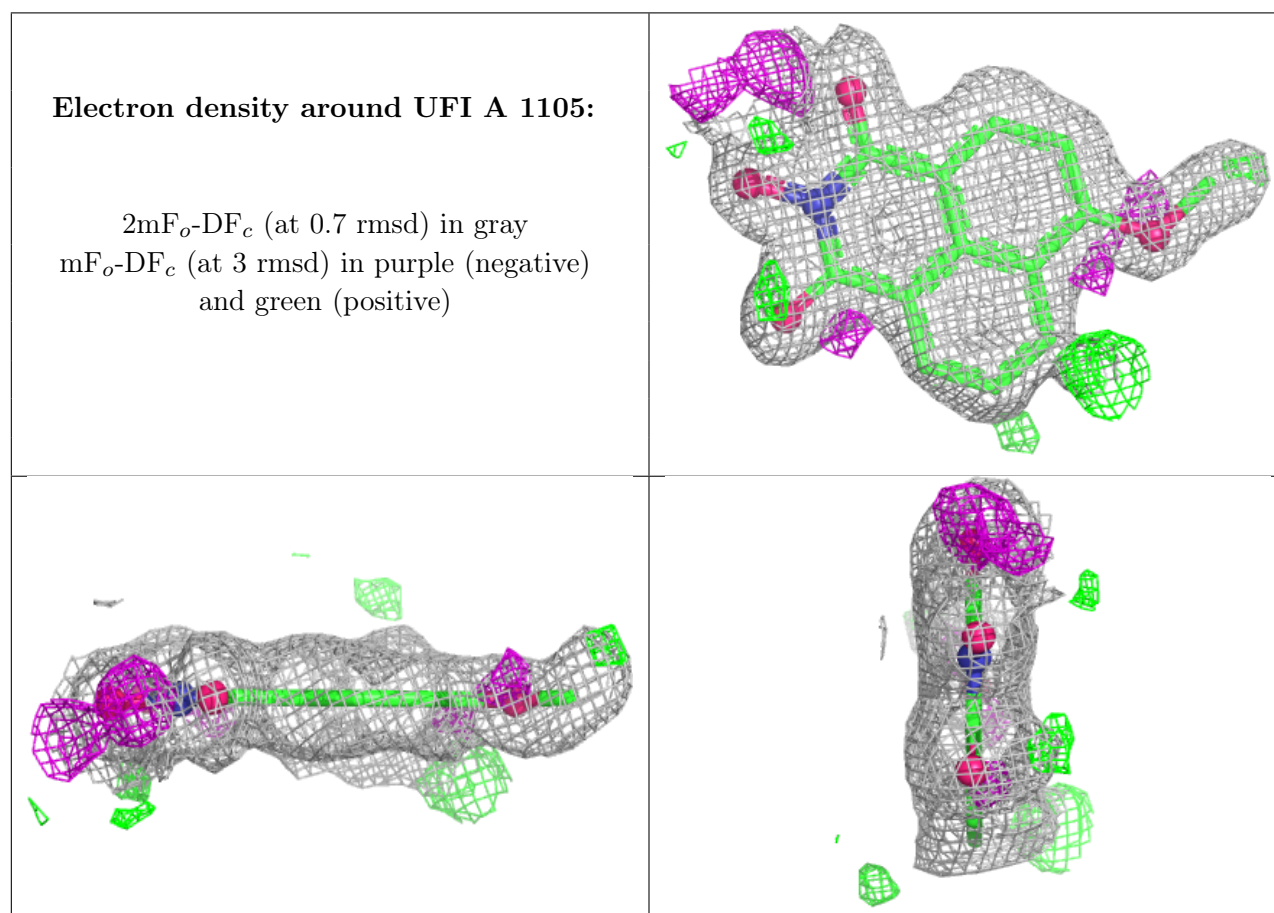 Electron density around UFI A 1105:
2mFo-DFc (at 0.7 rmsd) in gray
mFo-DFc (at 3 rmsd) in purple (negative)
and green (positive)